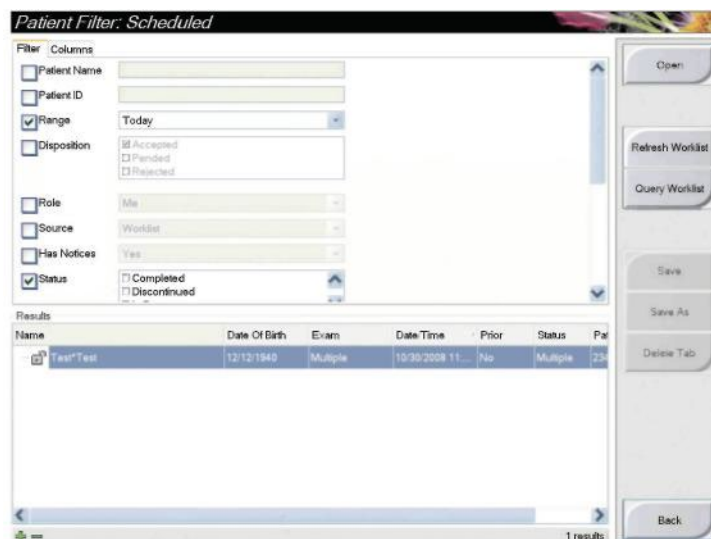 Patient Filter: Scheduled
Filter Columns
Patient Name
Patient ID
Range Today
Disposition Accepted
Pended
Rejected
Role Me
Source Worklist
Has Notices Yes
Status Completed
Discontinued
Open
Refresh Worklist
Query Worklist
Save
Save As
Delete Tab
Results
Name Date Of Birth Exam Date/Time Prior Status Pat
Test^Test 12/12/1940 Multiple 10/30/2008 11:... No Multiple 234
1 results
Back